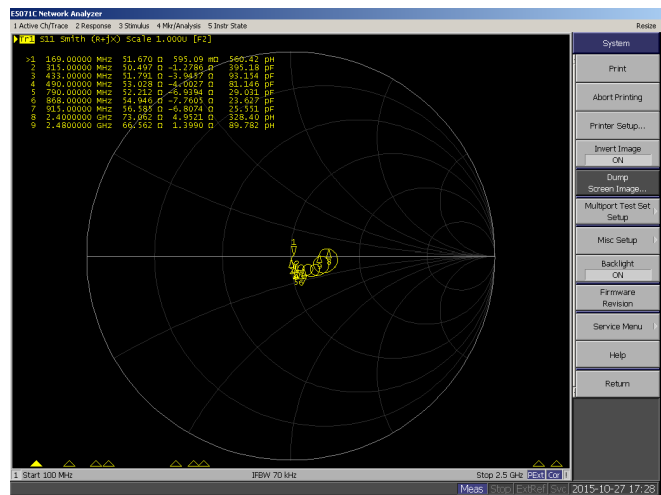 E5071C Network Analyzer
1 Active Ch/Trace 2 Response 3 Stimulus 4 Mkr/Analysis 5 Instr State
Resize
Tr1 S11 Smith (R+jX) Scale 1.000U [F2]
>1 169.00000 MHz 51.670 Ω 595.09 mΩ 560.42 pH
2 315.00000 MHz 50.497 Ω -1.2786 Ω 395.18 pF
3 433.00000 MHz 51.791 Ω -3.9457 Ω 93.154 pF
4 490.00000 MHz 53.028 Ω -4.0027 Ω 81.146 pF
5 790.00000 MHz 52.212 Ω -6.9394 Ω 29.031 pF
6 868.00000 MHz 54.946 Ω -7.7605 Ω 23.627 pF
7 915.00000 MHz 56.585 Ω -6.8074 Ω 25.551 pF
8 2.4000000 GHz 73.062 Ω 4.9521 Ω 328.40 pH
9 2.4800000 GHz 66.562 Ω 1.3990 Ω 89.782 pH
1
56
System
Print
Abort Printing
Printer Setup...
Invert Image
ON
Dump
Screen Image...
Multiport Test Set
Setup
Misc Setup
Backlight
ON
Firmware
Revision
Service Menu
Help
Return
1 Start 100 MHz
IFBW 70 kHz
Stop 2.5 GHz PExt Cor !
Meas Stop ExtRef Svc 2015-10-27 17:28